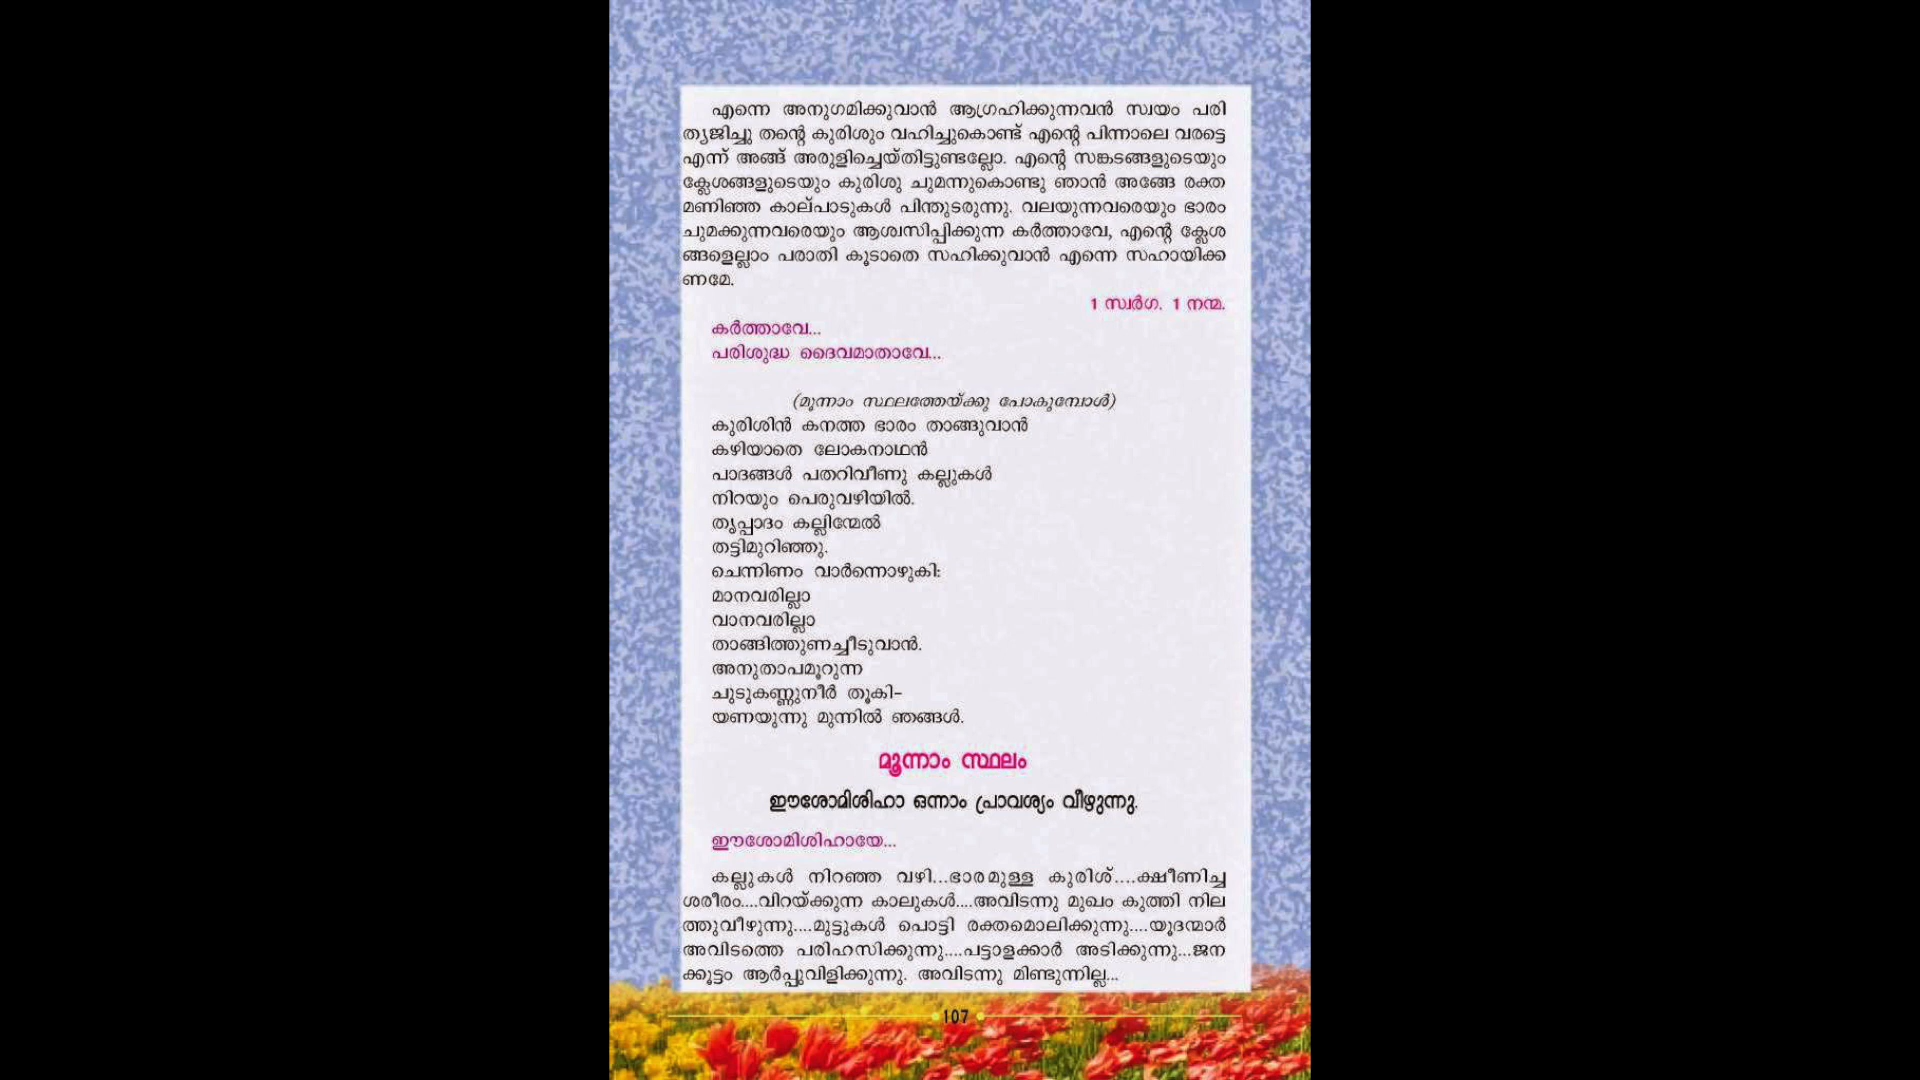 എന്നെ അനുഗമിക്കുവാൻ ആഗ്രഹിക്കുന്നവൻ സ്വയം പരി
ത്യജിച്ചു തന്റെ കുരിശും വഹിച്ചുകൊണ്ട് എന്റെ പിന്നാലെ വരട്ടെ
എന്ന് അങ്ങ് അരുളിച്ചെയ്തിട്ടുണ്ടല്ലോ. എന്റെ സങ്കടങ്ങളുടെയും
ക്ലേശങ്ങളുടെയും കുരിശു ചുമന്നുകൊണ്ടു ഞാൻ അങ്ങേ രക്ത
മണിഞ്ഞ കാല്പാടുകൾ പിന്തുടരുന്നു. വലയുന്നവരെയും ഭാരം
ചുമക്കുന്നവരെയും ആശ്വസിപ്പിക്കുന്ന കർത്താവേ, എന്റെ ക്ലേശ
ങ്ങളെല്ലാം പരാതി കൂടാതെ സഹിക്കുവാൻ എന്നെ സഹായിക്ക
ണമേ.
1 സ്വർഗ. 1 നന്മ.
കർത്താവേ...
പരിശുദ്ധ ദൈവമാതാവേ...
(മൂന്നാം സ്ഥലത്തേയ്ക്കു പോകുമ്പോൾ)
കുരിശിൻ കനത്ത ഭാരം താങ്ങുവാൻ
കഴിയാതെ ലോകനാഥൻ
പാദങ്ങൾ പതറിവീണു കല്ലുകൾ
നിറയും പെരുവഴിയിൽ.
തൃപ്പാദം കല്ലിന്മേൽ
തട്ടിമുറിഞ്ഞു.
ചെന്നിണം വാർന്നൊഴുകി:
മാനവരില്ലാ
വാനവരില്ലാ
താങ്ങിത്തുണച്ചീടുവാൻ.
അനുതാപമൂറുന്ന
ചുടുകണ്ണുനീർ തൂകി-
യണയുന്നു മുന്നിൽ ഞങ്ങൾ.
മൂന്നാം സ്ഥലം
ഈശോമിശിഹാ ഒന്നാം പ്രാവശ്യം വീഴുന്നു.
ഈശോമിശിഹായേ...
കല്ലുകൾ നിറഞ്ഞ വഴി...ഭാരമുള്ള കുരിശ്....ക്ഷീണിച്ച
ശരീരം....വിറയ്ക്കുന്ന കാലുകൾ....അവിടന്നു മുഖം കുത്തി നില
ത്തുവീഴുന്നു....മുട്ടുകൾ പൊട്ടി രക്തമൊലിക്കുന്നു....യൂദന്മാർ
അവിടത്തെ പരിഹസിക്കുന്നു....പട്ടാളക്കാർ അടിക്കുന്നു...ജന
ക്കൂട്ടം ആർപ്പുവിളിക്കുന്നു. അവിടന്നു മിണ്ടുന്നില്ല...
107